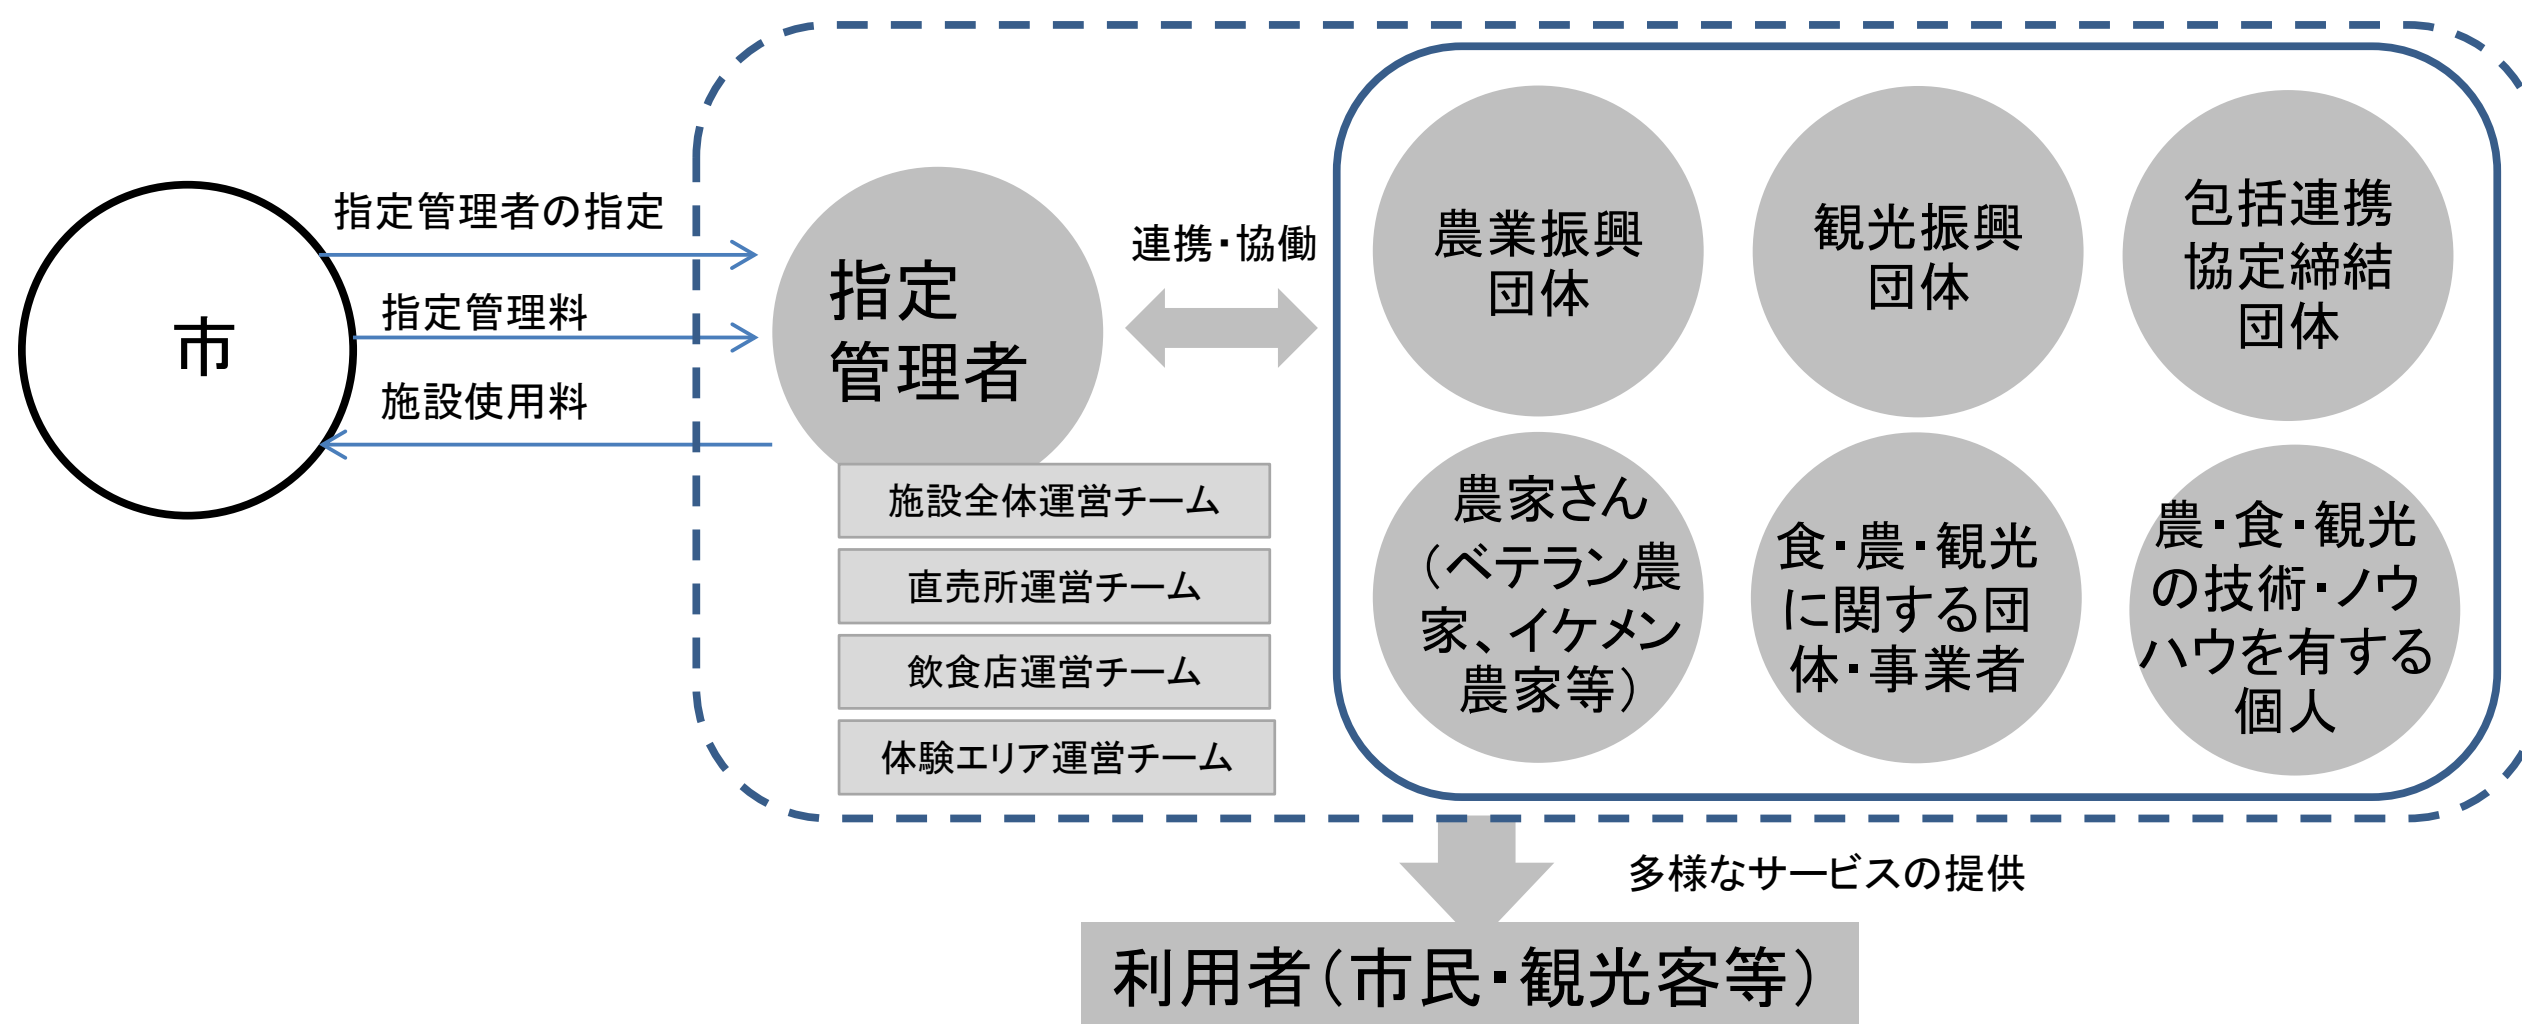 市
指定管理者の指定
指定管理料
施設使用料
指定
管理者
施設全体運営チーム
直売所運営チーム
飲食店運営チーム
体験エリア運営チーム
連携・協働
農業振興
団体
観光振興
団体
包括連携
協定締結
団体
農家さん
（ベテラン農
家、イケメン
農家等）
食・農・観光
に関する団
体・事業者
農・食・観光
の技術・ノウ
ハウを有する
個人
多様なサービスの提供
利用者（市民・観光客等）